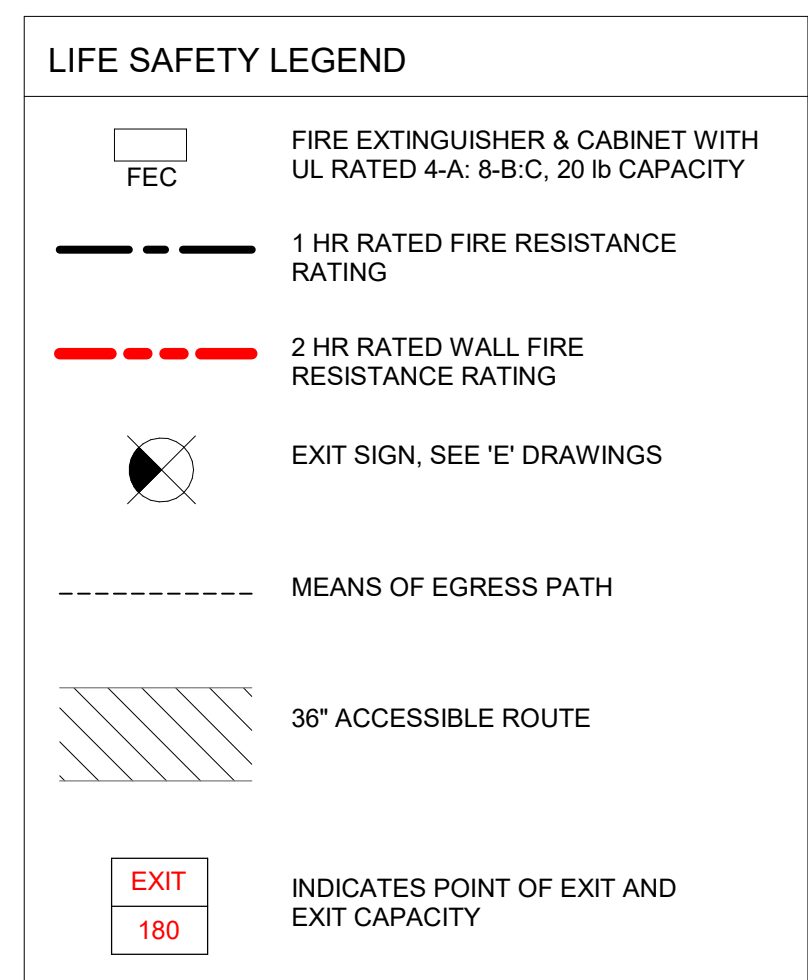 LIFE SAFETY LEGEND
FEC
FIRE EXTINGUISHER & CABINET WITH
UL RATED 4-A: 8-B:C, 20 lb CAPACITY
1 HR RATED FIRE RESISTANCE
RATING
2 HR RATED WALL FIRE
RESISTANCE RATING
EXIT SIGN, SEE 'E' DRAWINGS
MEANS OF EGRESS PATH
36" ACCESSIBLE ROUTE
EXIT
180
INDICATES POINT OF EXIT AND
EXIT CAPACITY